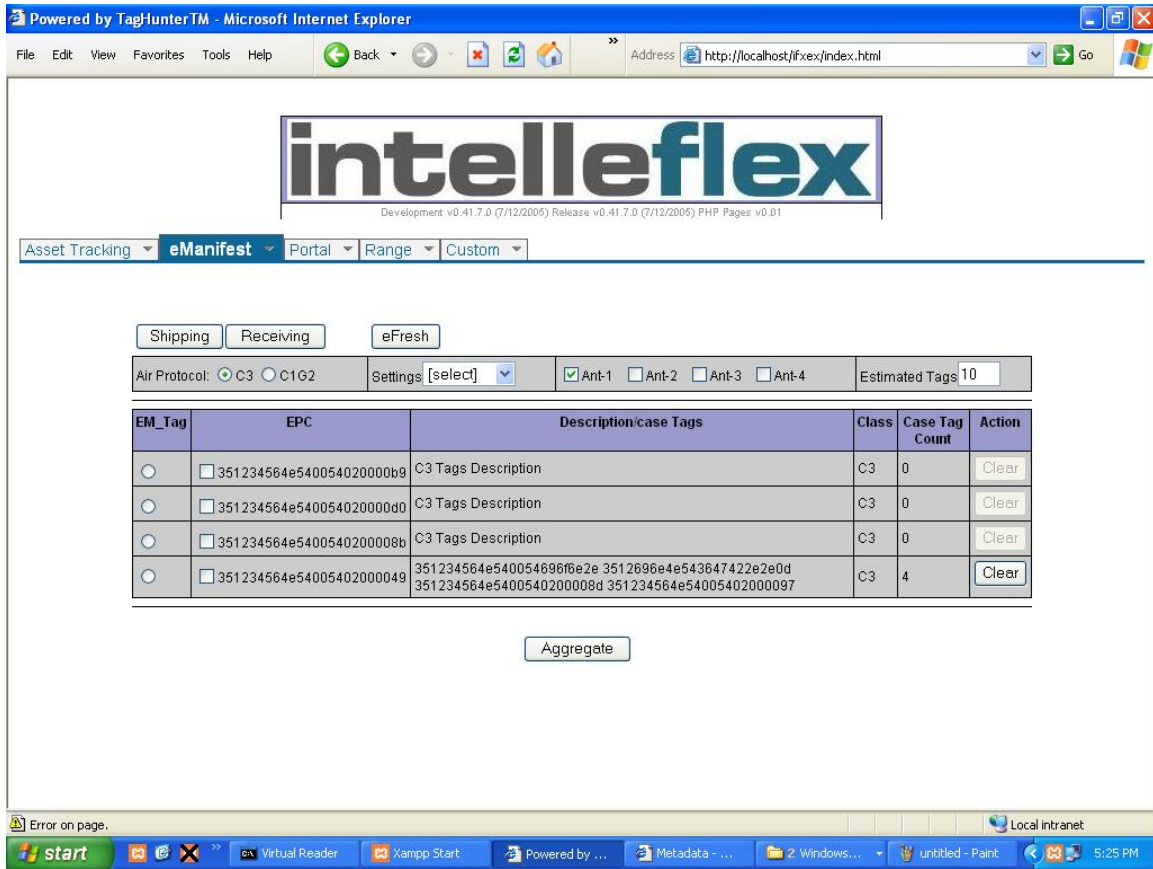 Powered by TagHunterTM - Microsoft Internet Explorer
File Edit View Favorites Tools Help Back » Address http://localhost/ifxex/index.html Go
intelleflex
Development v0.41.7.0 (7/12/2005) Release v0.41.7.0 (7/12/2005) PHP Pages v0.01
Asset Tracking eManifest Portal Range Custom
Shipping Receiving eFresh
Air Protocol: C3 C1G2 Settings [select] Ant-1 Ant-2 Ant-3 Ant-4 Estimated Tags 10
EM_Tag EPC Description/case Tags Class Case Tag Count Action
351234564e540054020000b9 C3 Tags Description C3 0 Clear
351234564e540054020000d0 C3 Tags Description C3 0 Clear
351234564e5400540200008b C3 Tags Description C3 0 Clear
351234564e54005402000049 351234564e540054696f6e2e 3512696e4e543647422e2e0d C3 4 Clear
351234564e5400540200008d 351234564e54005402000097
Aggregate
Error on page. Local intranet
start » Virtual Reader Xampp Start Powered by ... Metadata - ... 2 Windows... untitled - Paint 5:25 PM